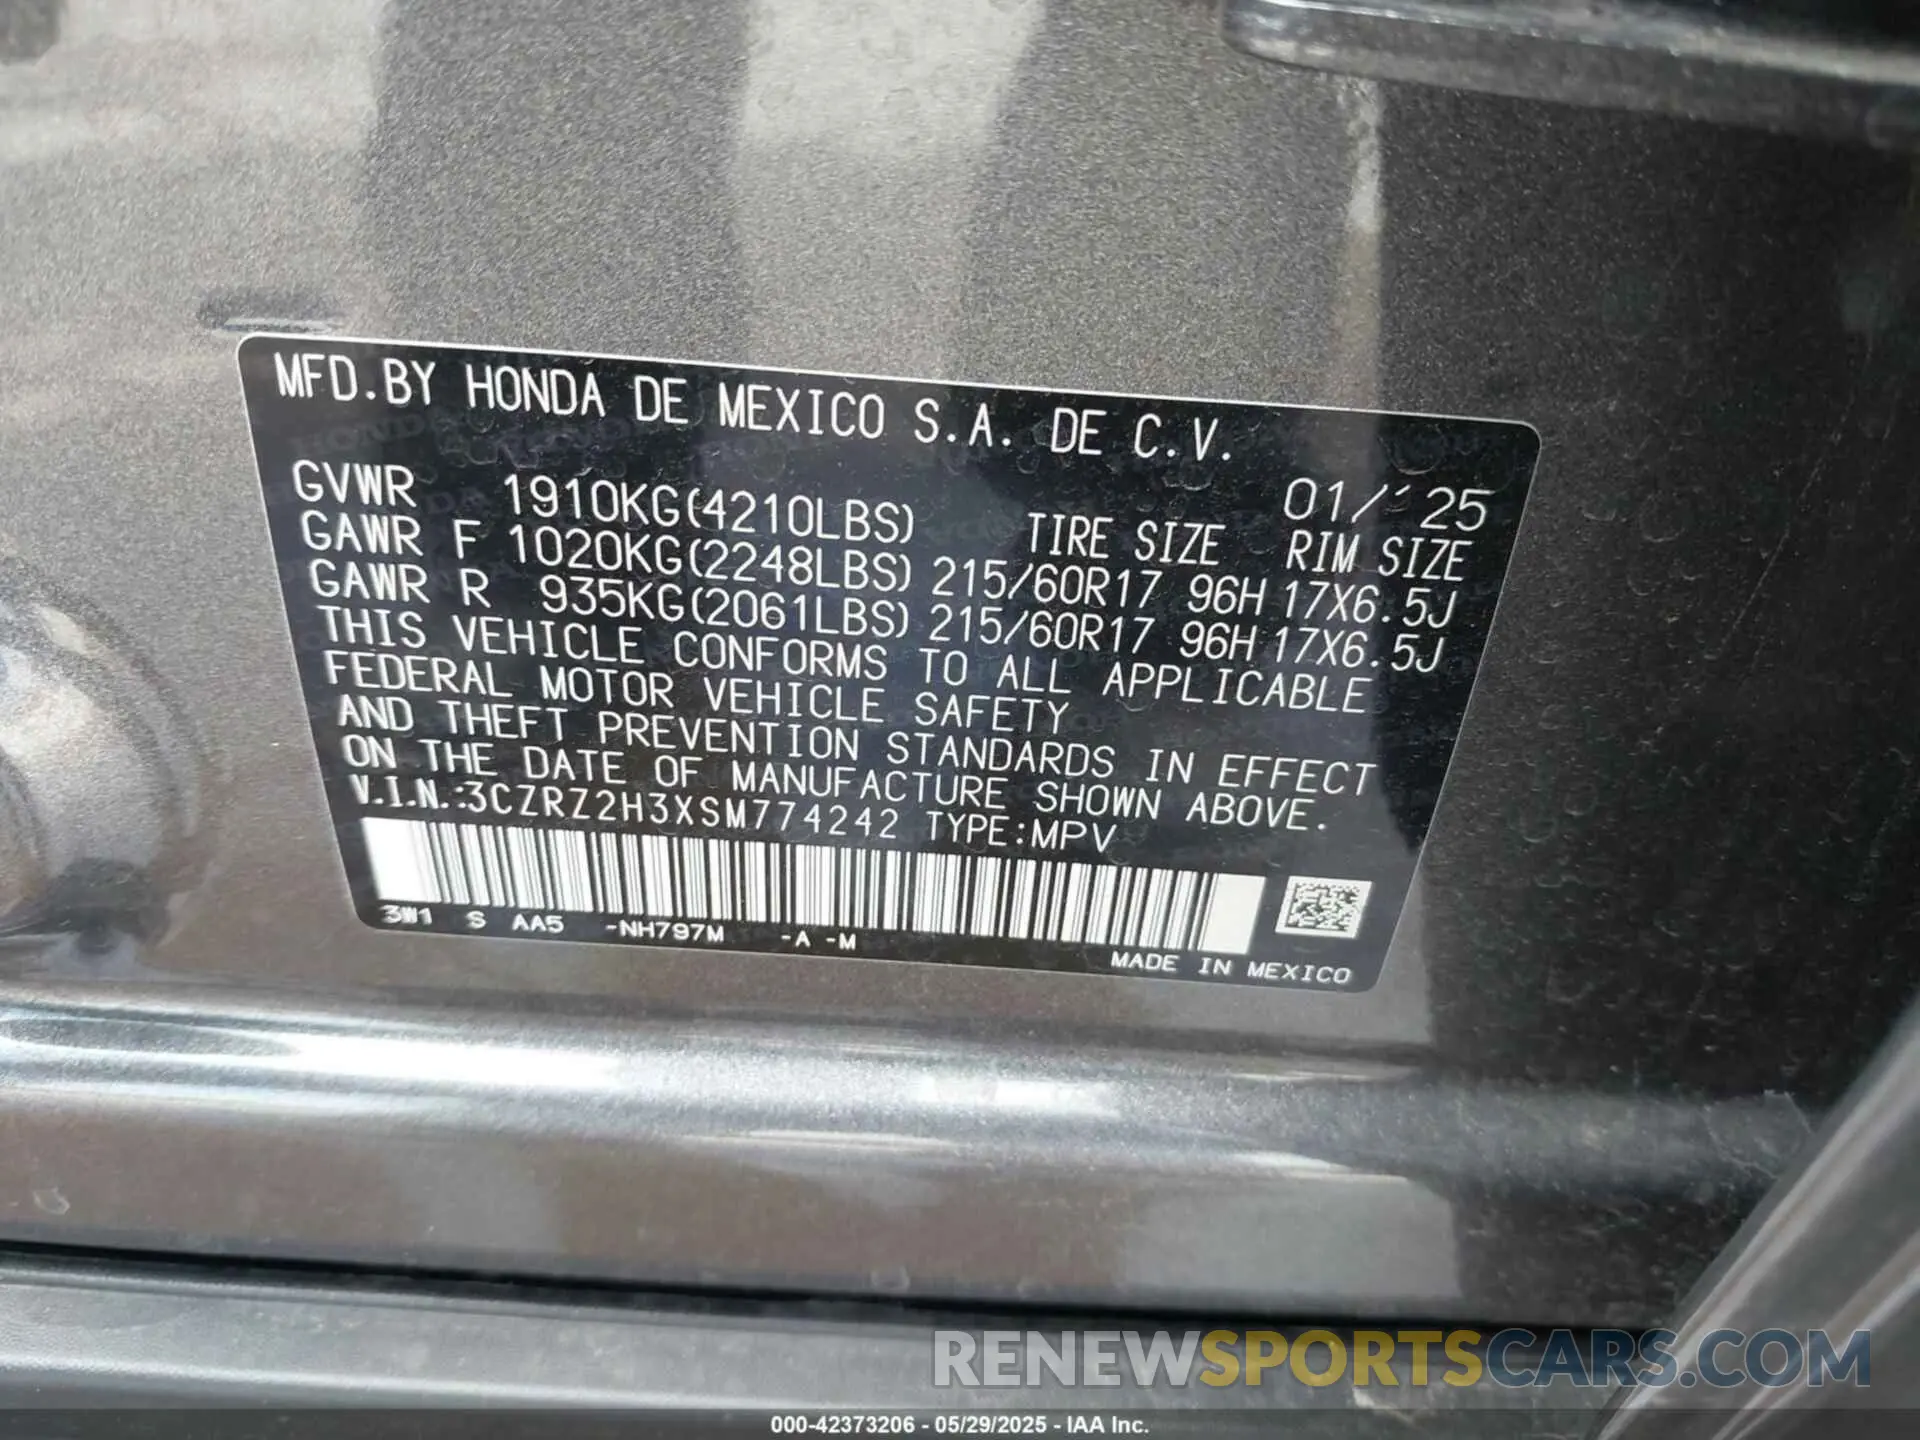 MFD.BY HONDA DE MEXICO S.A. DE C.V.
01/'25
GVWR 1910KG(4210LBS) TIRE SIZE RIM SIZE
GAWR F 1020KG(2248LBS) 215/60R17 96H 17X6.5J
GAWR R 935KG(2061LBS) 215/60R17 96H 17X6.5J
THIS VEHICLE CONFORMS TO ALL APPLICABLE
FEDERAL MOTOR VEHICLE SAFETY
AND THEFT PREVENTION STANDARDS IN EFFECT
ON THE DATE OF MANUFACTURE SHOWN ABOVE.
V.I.N.:3CZRZ2H3XSM774242 TYPE:MPV
3W1 S AA5 -NH797M -A -M
MADE IN MEXICO
RENEWSPORTSCARS.COM
000-42373206 - 05/29/2025 - IAA Inc.